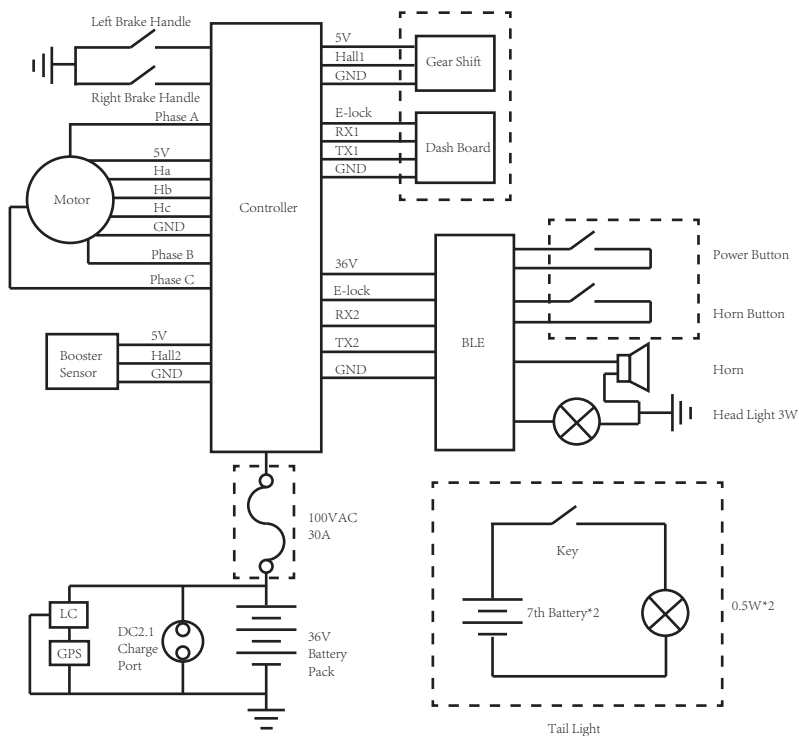 Left Brake Handle
Right Brake Handle
Phase A
5V
Ha
Hb
Hc
GND
Phase B
Phase C
Motor
Booster
Sensor
5V
Hall2
GND
Controller
5V
Hall1
GND
Gear Shift
E-lock
RX1
TX1
GND
Dash Board
36V
E-lock
RX2
TX2
GND
BLE
Power Button
Horn Button
Horn
Head Light 3W
100VAC
30A
LC
GPS
DC2.1
Charge
Port
36V
Battery
Pack
Key
7th Battery*2
0.5W*2
Tail Light